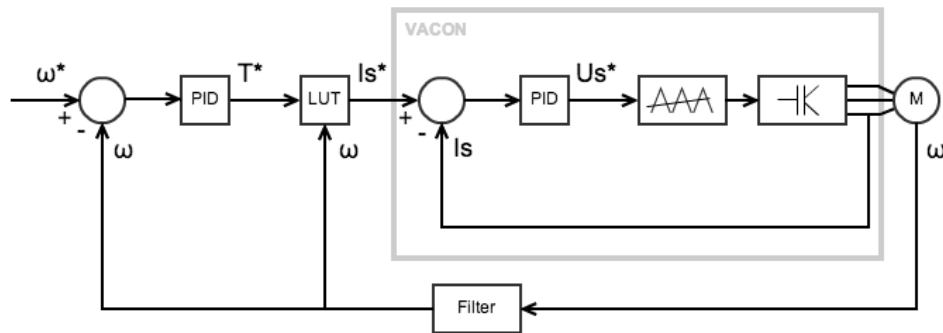 VACON
ω*
T*
Is*
Us*
PID
LUT
PID
M
+
-
+
-
ω
ω
Is
ω
Filter